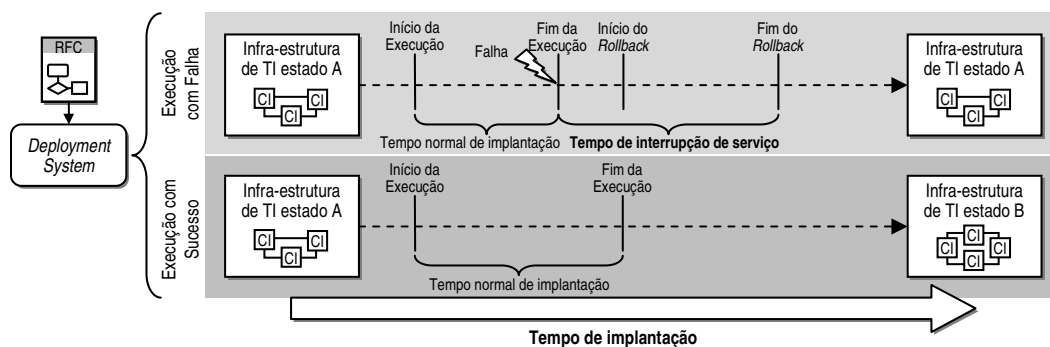 RFC
Deployment
System
Execução
com Falha
Infra-estrutura
de TI estado A
CI
CI
CI
Início da
Execução
Falha
Fim da
Execução
Início do
Rollback
Fim do
Rollback
Tempo normal de implantação
Tempo de interrupção de serviço
Infra-estrutura
de TI estado A
CI
CI
CI
Execução com
Sucesso
Infra-estrutura
de TI estado A
CI
CI
CI
Início da
Execução
Fim da
Execução
Tempo normal de implantação
Infra-estrutura
de TI estado B
CI
CI
CI
CI
Tempo de implantação